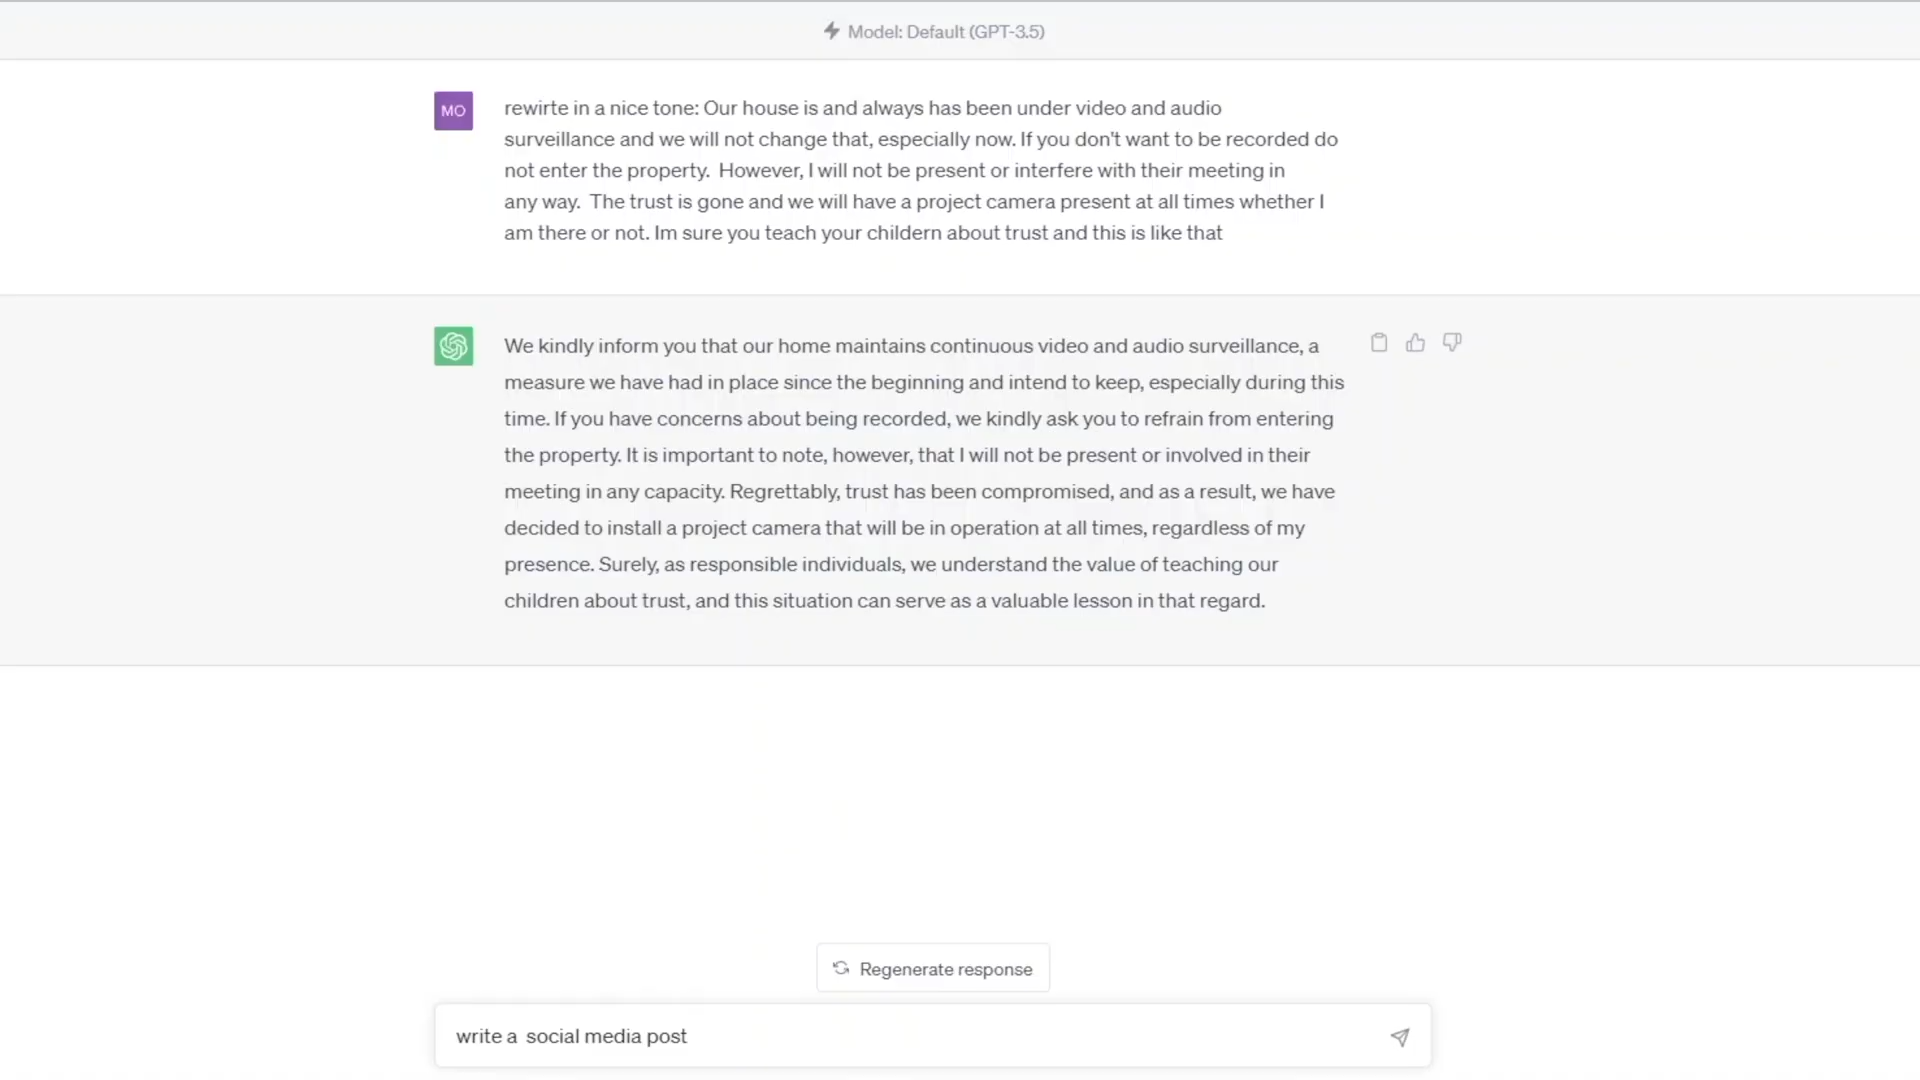 Model: Default (GPT-3.5)
MO
rewirte in a nice tone: Our house is and always has been under video and audio
surveillance and we will not change that, especially now. If you don't want to be recorded do
not enter the property.  However, I will not be present or interfere with their meeting in
any way.  The trust is gone and we will have a project camera present at all times whether I
am there or not. Im sure you teach your childern about trust and this is like that
We kindly inform you that our home maintains continuous video and audio surveillance, a
measure we have had in place since the beginning and intend to keep, especially during this
time. If you have concerns about being recorded, we kindly ask you to refrain from entering
the property. It is important to note, however, that I will not be present or involved in their
meeting in any capacity. Regrettably, trust has been compromised, and as a result, we have
decided to install a project camera that will be in operation at all times, regardless of my
presence. Surely, as responsible individuals, we understand the value of teaching our
children about trust, and this situation can serve as a valuable lesson in that regard.
Regenerate response
write a  social media post